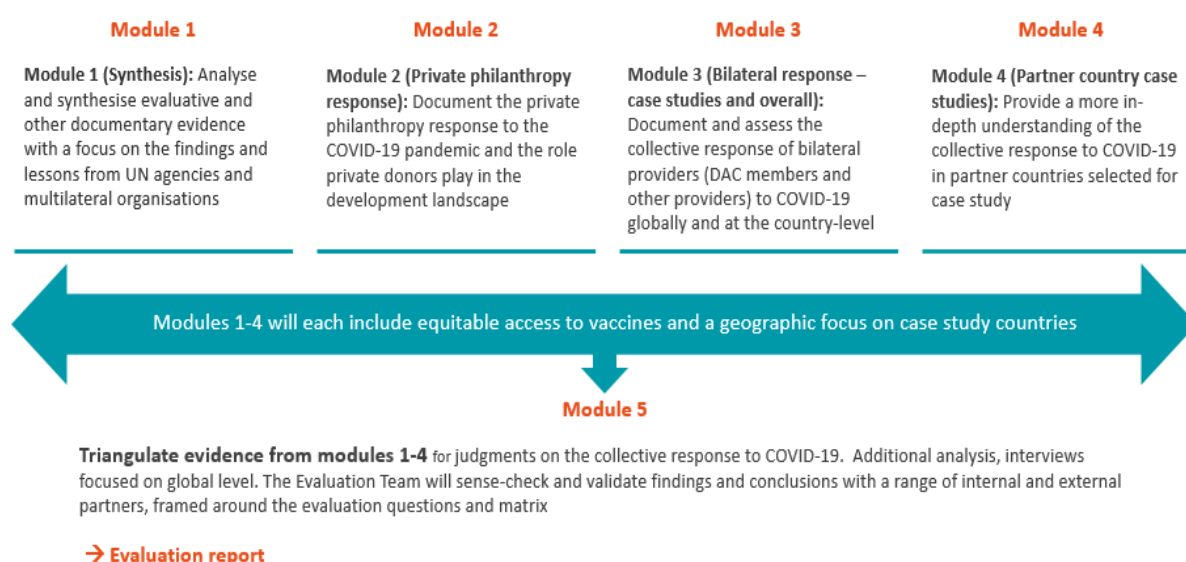 Module 1
Module 1 (Synthesis): Analyse
and synthesise evaluative and
other documentary evidence
with a focus on the findings and
lessons from UN agencies and
multilateral organisations
Module 2
Module 2 (Private philanthropy
response): Document the private
philanthropy response to the
COVID-19 pandemic and the role
private donors play in the
development landscape
Module 3
Module 3 (Bilateral response –
case studies and overall):
Document and assess the
collective response of bilateral
providers (DAC members and
other providers) to COVID-19
globally and at the country-level
Module 4
Module 4 (Partner country case
studies): Provide a more in-
depth understanding of the
collective response to COVID-19
in partner countries selected for
case study
Modules 1-4 will each include equitable access to vaccines and a geographic focus on case study countries
Module 5
Triangulate evidence from modules 1-4 for judgments on the collective response to COVID-19. Additional analysis, interviews
focused on global level. The Evaluation Team will sense-check and validate findings and conclusions with a range of internal and external
partners, framed around the evaluation questions and matrix
→ Evaluation report